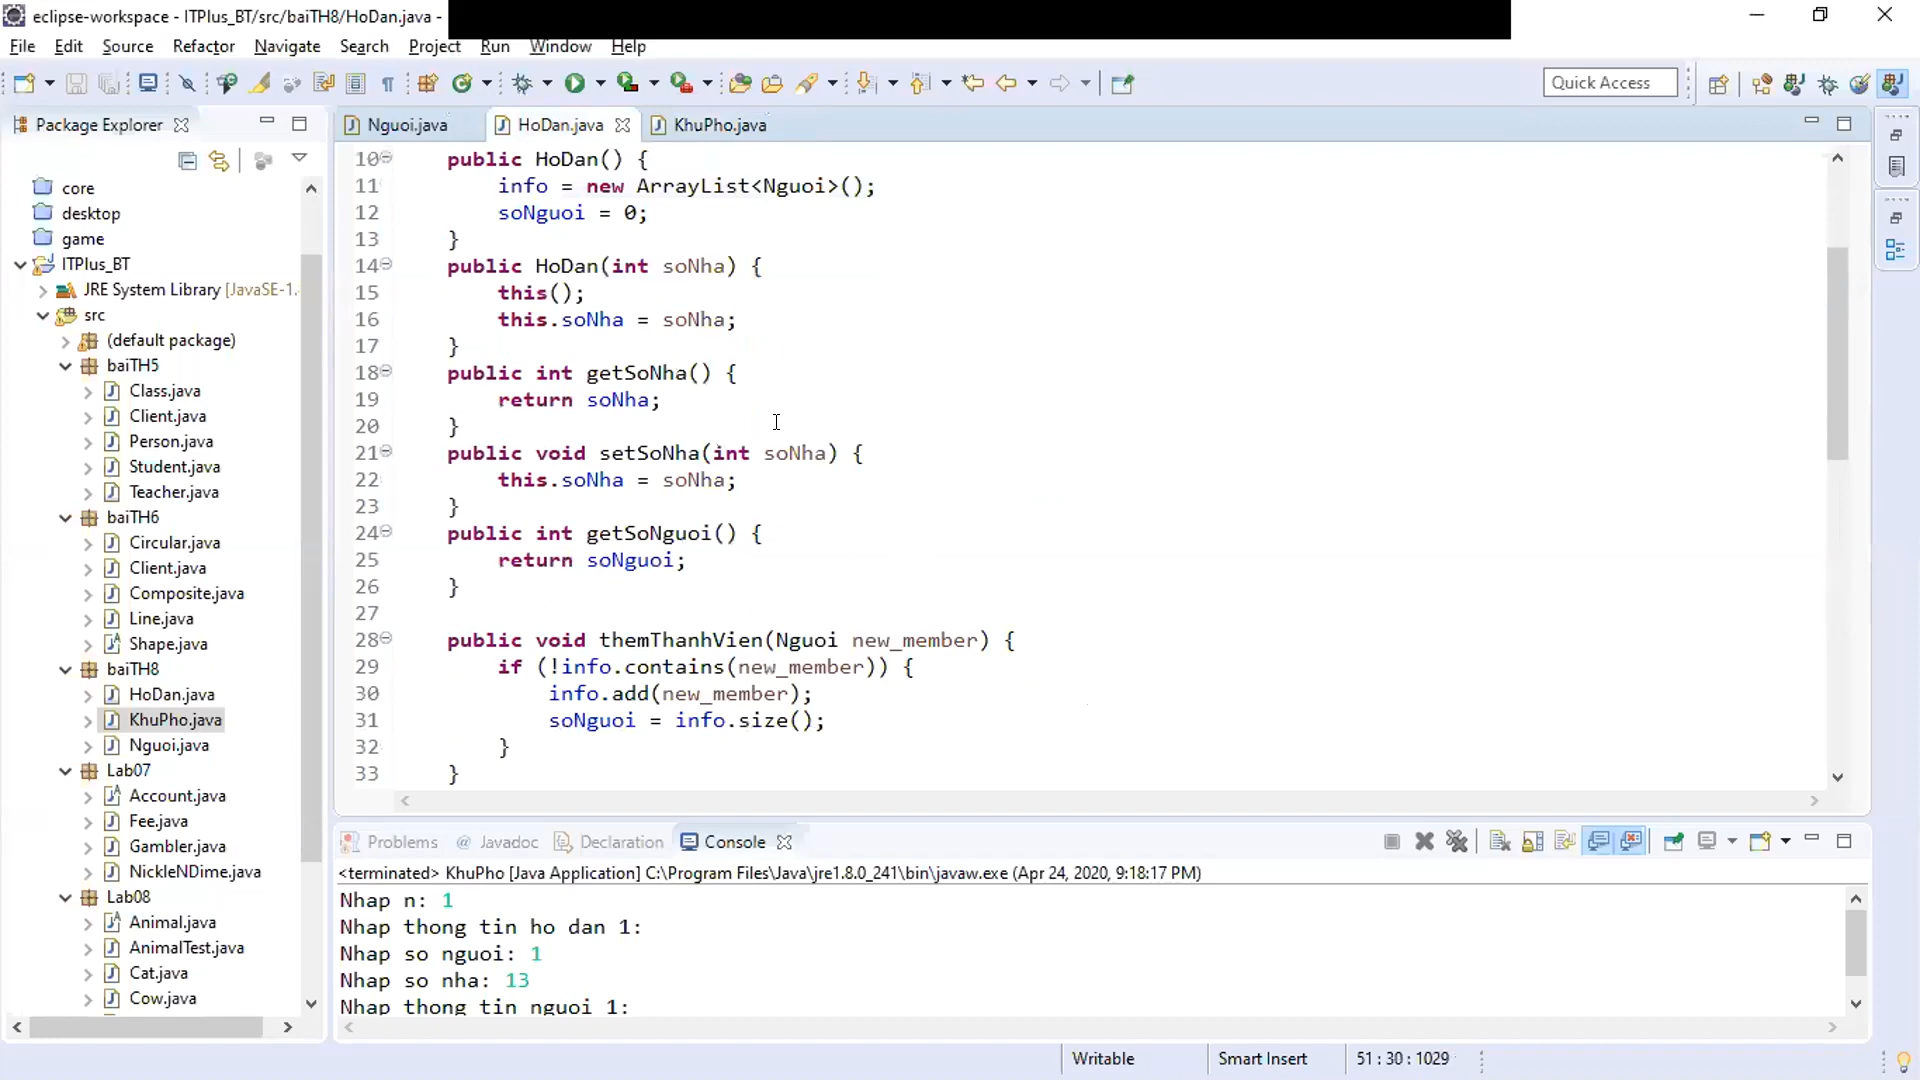 eclipse-workspace - ITPlus_BT/src/baiTH8/HoDan.java -
File Edit Source Refactor Navigate Search Project Run Window Help
Quick Access
Package Explorer
Nguoi.java HoDan.java KhuPho.java
core
desktop
game
ITPlus_BT
JRE System Library [JavaSE-1.
src
(default package)
baiTH5
Class.java
Client.java
Person.java
Student.java
Teacher.java
baiTH6
Circular.java
Client.java
Composite.java
Line.java
Shape.java
baiTH8
HoDan.java
KhuPho.java
Nguoi.java
Lab07
Account.java
Fee.java
Gambler.java
NickleNDime.java
Lab08
Animal.java
AnimalTest.java
Cat.java
Cow.java
10 public HoDan() {
11 info = new ArrayList<Nguoi>();
12 soNguoi = 0;
13 }
14 public HoDan(int soNha) {
15 this();
16 this.soNha = soNha;
17 }
18 public int getSoNha() {
19 return soNha;
20 }
21 public void setSoNha(int soNha) {
22 this.soNha = soNha;
23 }
24 public int getSoNguoi() {
25 return soNguoi;
26 }
27
28 public void themThanhVien(Nguoi new_member) {
29 if (!info.contains(new_member)) {
30 info.add(new_member);
31 soNguoi = info.size();
32 }
33 }
Problems @ Javadoc Declaration Console
<terminated> KhuPho [Java Application] C:\Program Files\Java\jre1.8.0_241\bin\javaw.exe (Apr 24, 2020, 9:18:17 PM)
Nhap n: 1
Nhap thong tin ho dan 1:
Nhap so nguoi: 1
Nhap so nha: 13
Nhap thong tin nguoi 1:
Writable Smart Insert 51 : 30 : 1029